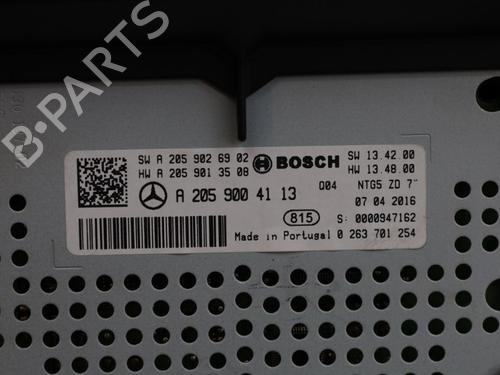 B-PARTS
SW A 205 902 69 02
HW A 205 901 35 08
BOSCH
SW 13.42.00
HW 13.48.00
A 205 900 41 13
Q04
NTG5 ZD 7"
07 04 2016
815
S: 0000947162
Made in Portugal 0 263 701 254